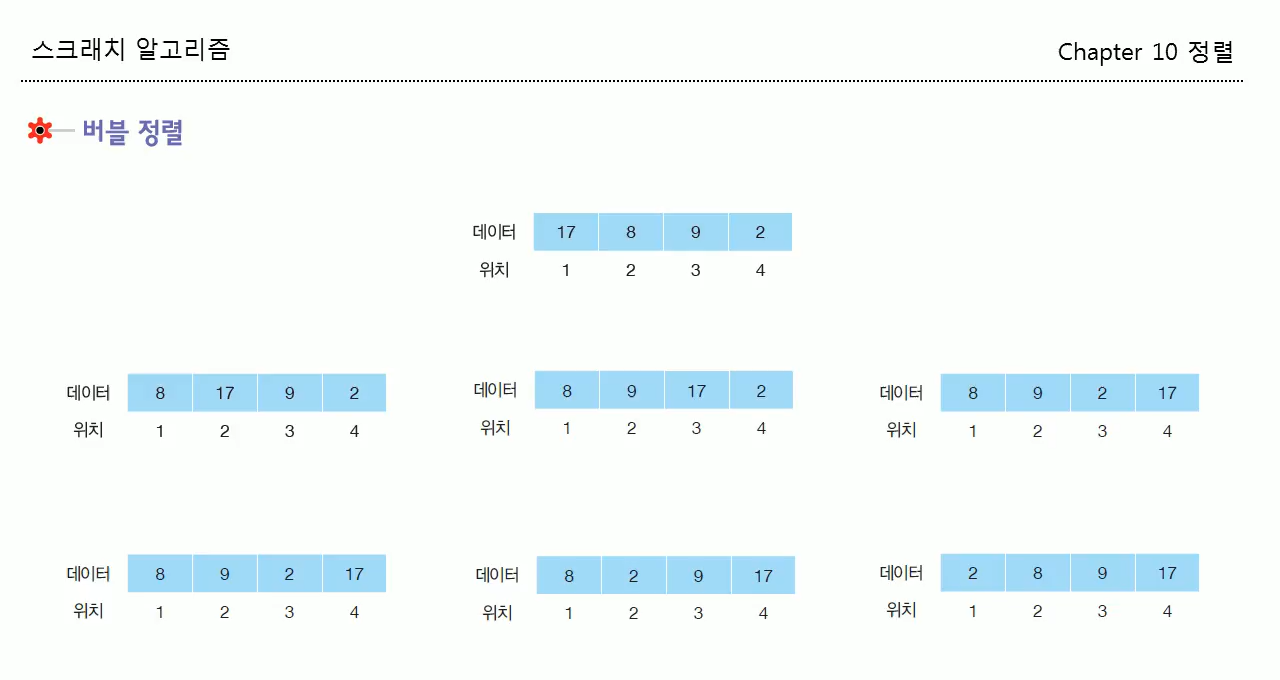 스크래치 알고리즘
Chapter 10 정렬
버블 정렬
데이터 17 8 9 2
위치 1 2 3 4
데이터 8 17 9 2
위치 1 2 3 4
데이터 8 9 17 2
위치 1 2 3 4
데이터 8 9 2 17
위치 1 2 3 4
데이터 8 9 2 17
위치 1 2 3 4
데이터 8 2 9 17
위치 1 2 3 4
데이터 2 8 9 17
위치 1 2 3 4